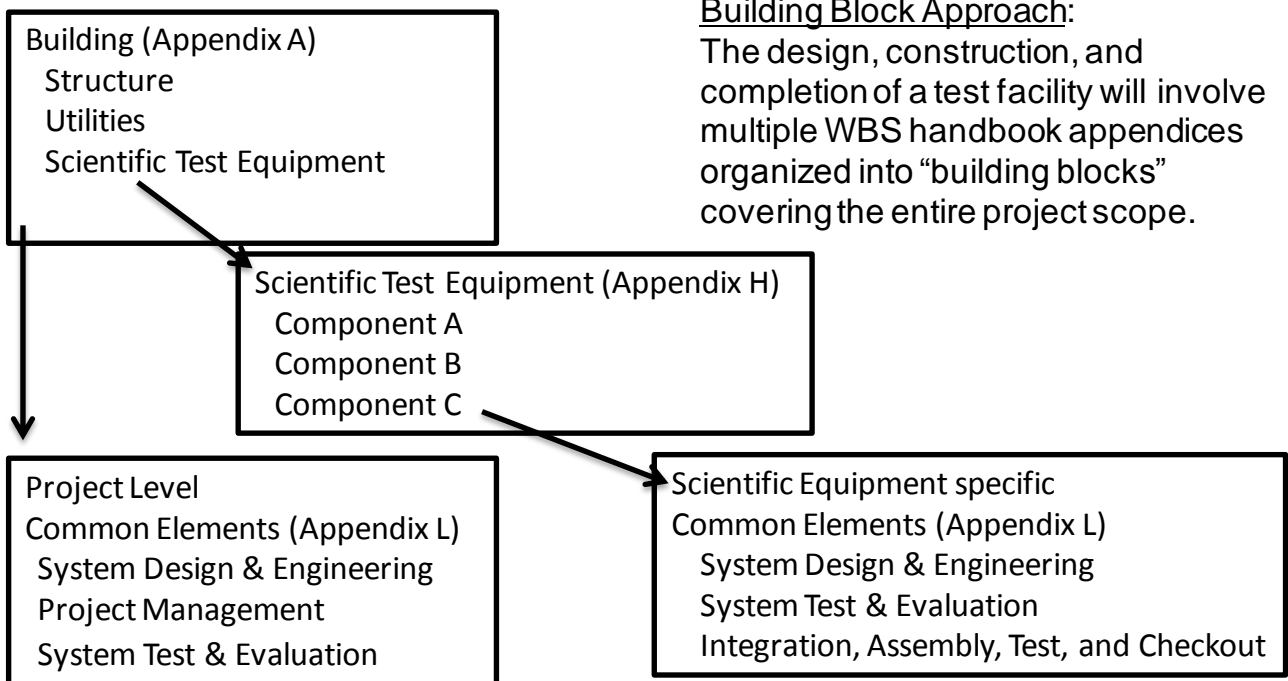 Building (Appendix A)
Structure
Utilities
Scientific Test Equipment
Building Block Approach:
The design, construction, and
completion of a test facility will involve
multiple WBS handbook appendices
organized into “building blocks”
covering the entire project scope.
Scientific Test Equipment (Appendix H)
Component A
Component B
Component C
Project Level
Common Elements (Appendix L)
System Design & Engineering
Project Management
System Test & Evaluation
Scientific Equipment specific
Common Elements (Appendix L)
System Design & Engineering
System Test & Evaluation
Integration, Assembly, Test, and Checkout